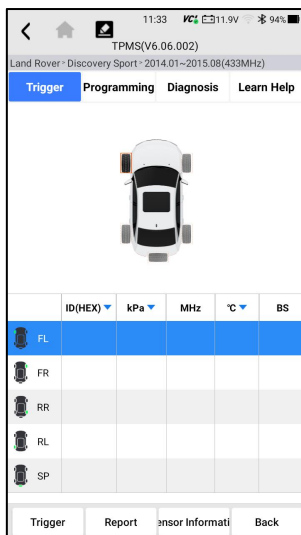 11:33 VCI 11.9V 94%
TPMS(V6.06.002)
Land Rover > Discovery Sport > 2014.01~2015.08(433MHz)
Trigger Programming Diagnosis Learn Help
ID(HEX) kPa MHz °C BS
FL
FR
RR
RL
SP
Trigger Report ensor Informati Back